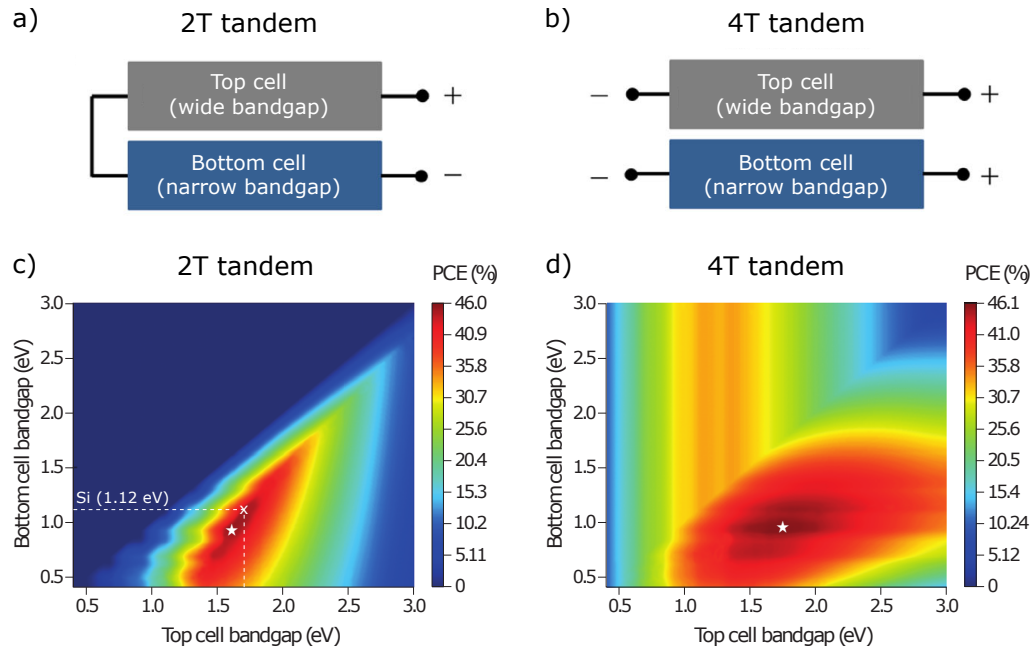 a)
2T tandem
Top cell
(wide bandgap)
+
Bottom cell
(narrow bandgap)
−
b)
4T tandem
−
Top cell
(wide bandgap)
+
−
Bottom cell
(narrow bandgap)
+
c)
2T tandem
PCE (%)
Bottom cell bandgap (eV)
3.0
2.5
2.0
1.5
1.0
0.5
Si (1.12 eV)
x
0.5 1.0 1.5 2.0 2.5 3.0
Top cell bandgap (eV)
46.0
40.9
35.8
30.7
25.6
20.4
15.3
10.2
5.11
0
d)
4T tandem
PCE (%)
Bottom cell bandgap (eV)
3.0
2.5
2.0
1.5
1.0
0.5
0.5 1.0 1.5 2.0 2.5 3.0
Top cell bandgap (eV)
46.1
41.0
35.8
30.7
25.6
20.5
15.4
10.24
5.12
0